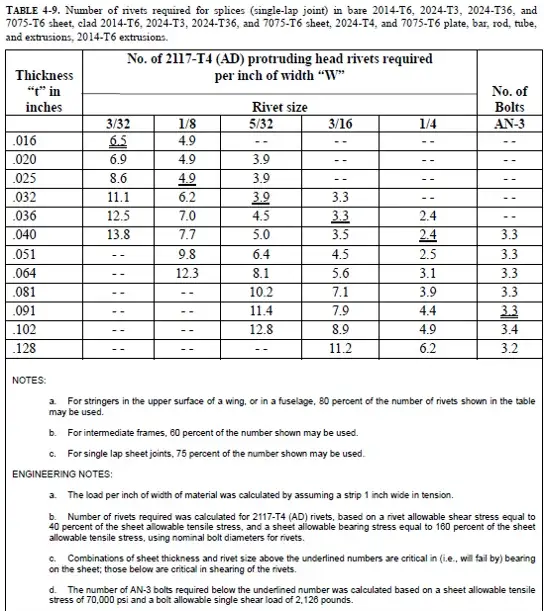 TABLE 4-9. Number of rivets required for splices (single-lap joint) in bare 2014-T6, 2024-T3, 2024-T36, and
7075-T6 sheet, clad 2014-T6, 2024-T3, 2024-T36, and 7075-T6 sheet, 2024-T4, and 7075-T6 plate, bar, rod, tube,
and extrusions, 2014-T6 extrusions.
Thickness
“t” in
inches
No. of 2117-T4 (AD) protruding head rivets required
per inch of width “W”
No. of
Bolts
Rivet size
3/32 1/8 5/32 3/16 1/4 AN-3
.016 6.5 4.9 - - - - - - - -
.020 6.9 4.9 3.9 - - - - - -
.025 8.6 4.9 3.9 - - - - - -
.032 11.1 6.2 3.9 3.3 - - - -
.036 12.5 7.0 4.5 3.3 2.4 - -
.040 13.8 7.7 5.0 3.5 2.4 3.3
.051 - - 9.8 6.4 4.5 2.5 3.3
.064 - - 12.3 8.1 5.6 3.1 3.3
.081 - - - - 10.2 7.1 3.9 3.3
.091 - - - - 11.4 7.9 4.4 3.3
.102 - - - - 12.8 8.9 4.9 3.4
.128 - - - - - - 11.2 6.2 3.2
NOTES:
a. For stringers in the upper surface of a wing, or in a fuselage, 80 percent of the number of rivets shown in the table
may be used.
b. For intermediate frames, 60 percent of the number shown may be used.
c. For single lap sheet joints, 75 percent of the number shown may be used.
ENGINEERING NOTES:
a. The load per inch of width of material was calculated by assuming a strip 1 inch wide in tension.
b. Number of rivets required was calculated for 2117-T4 (AD) rivets, based on a rivet allowable shear stress equal to
40 percent of the sheet allowable tensile stress, and a sheet allowable bearing stress equal to 160 percent of the sheet
allowable tensile stress, using nominal bolt diameters for rivets.
c. Combinations of sheet thickness and rivet size above the underlined numbers are critical in (i.e., will fail by) bearing
on the sheet; those below are critical in shearing of the rivets.
d. The number of AN-3 bolts required below the underlined number was calculated based on a sheet allowable tensile
stress of 70,000 psi and a bolt allowable single shear load of 2,126 pounds.